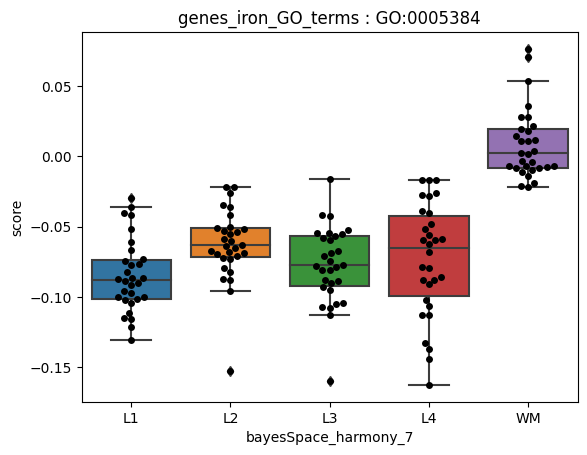 genes_iron_GO_terms : GO:0005384
0.05
0.00
−0.05
−0.10
−0.15
score
L1 L2 L3 L4 WM
bayesSpace_harmony_7